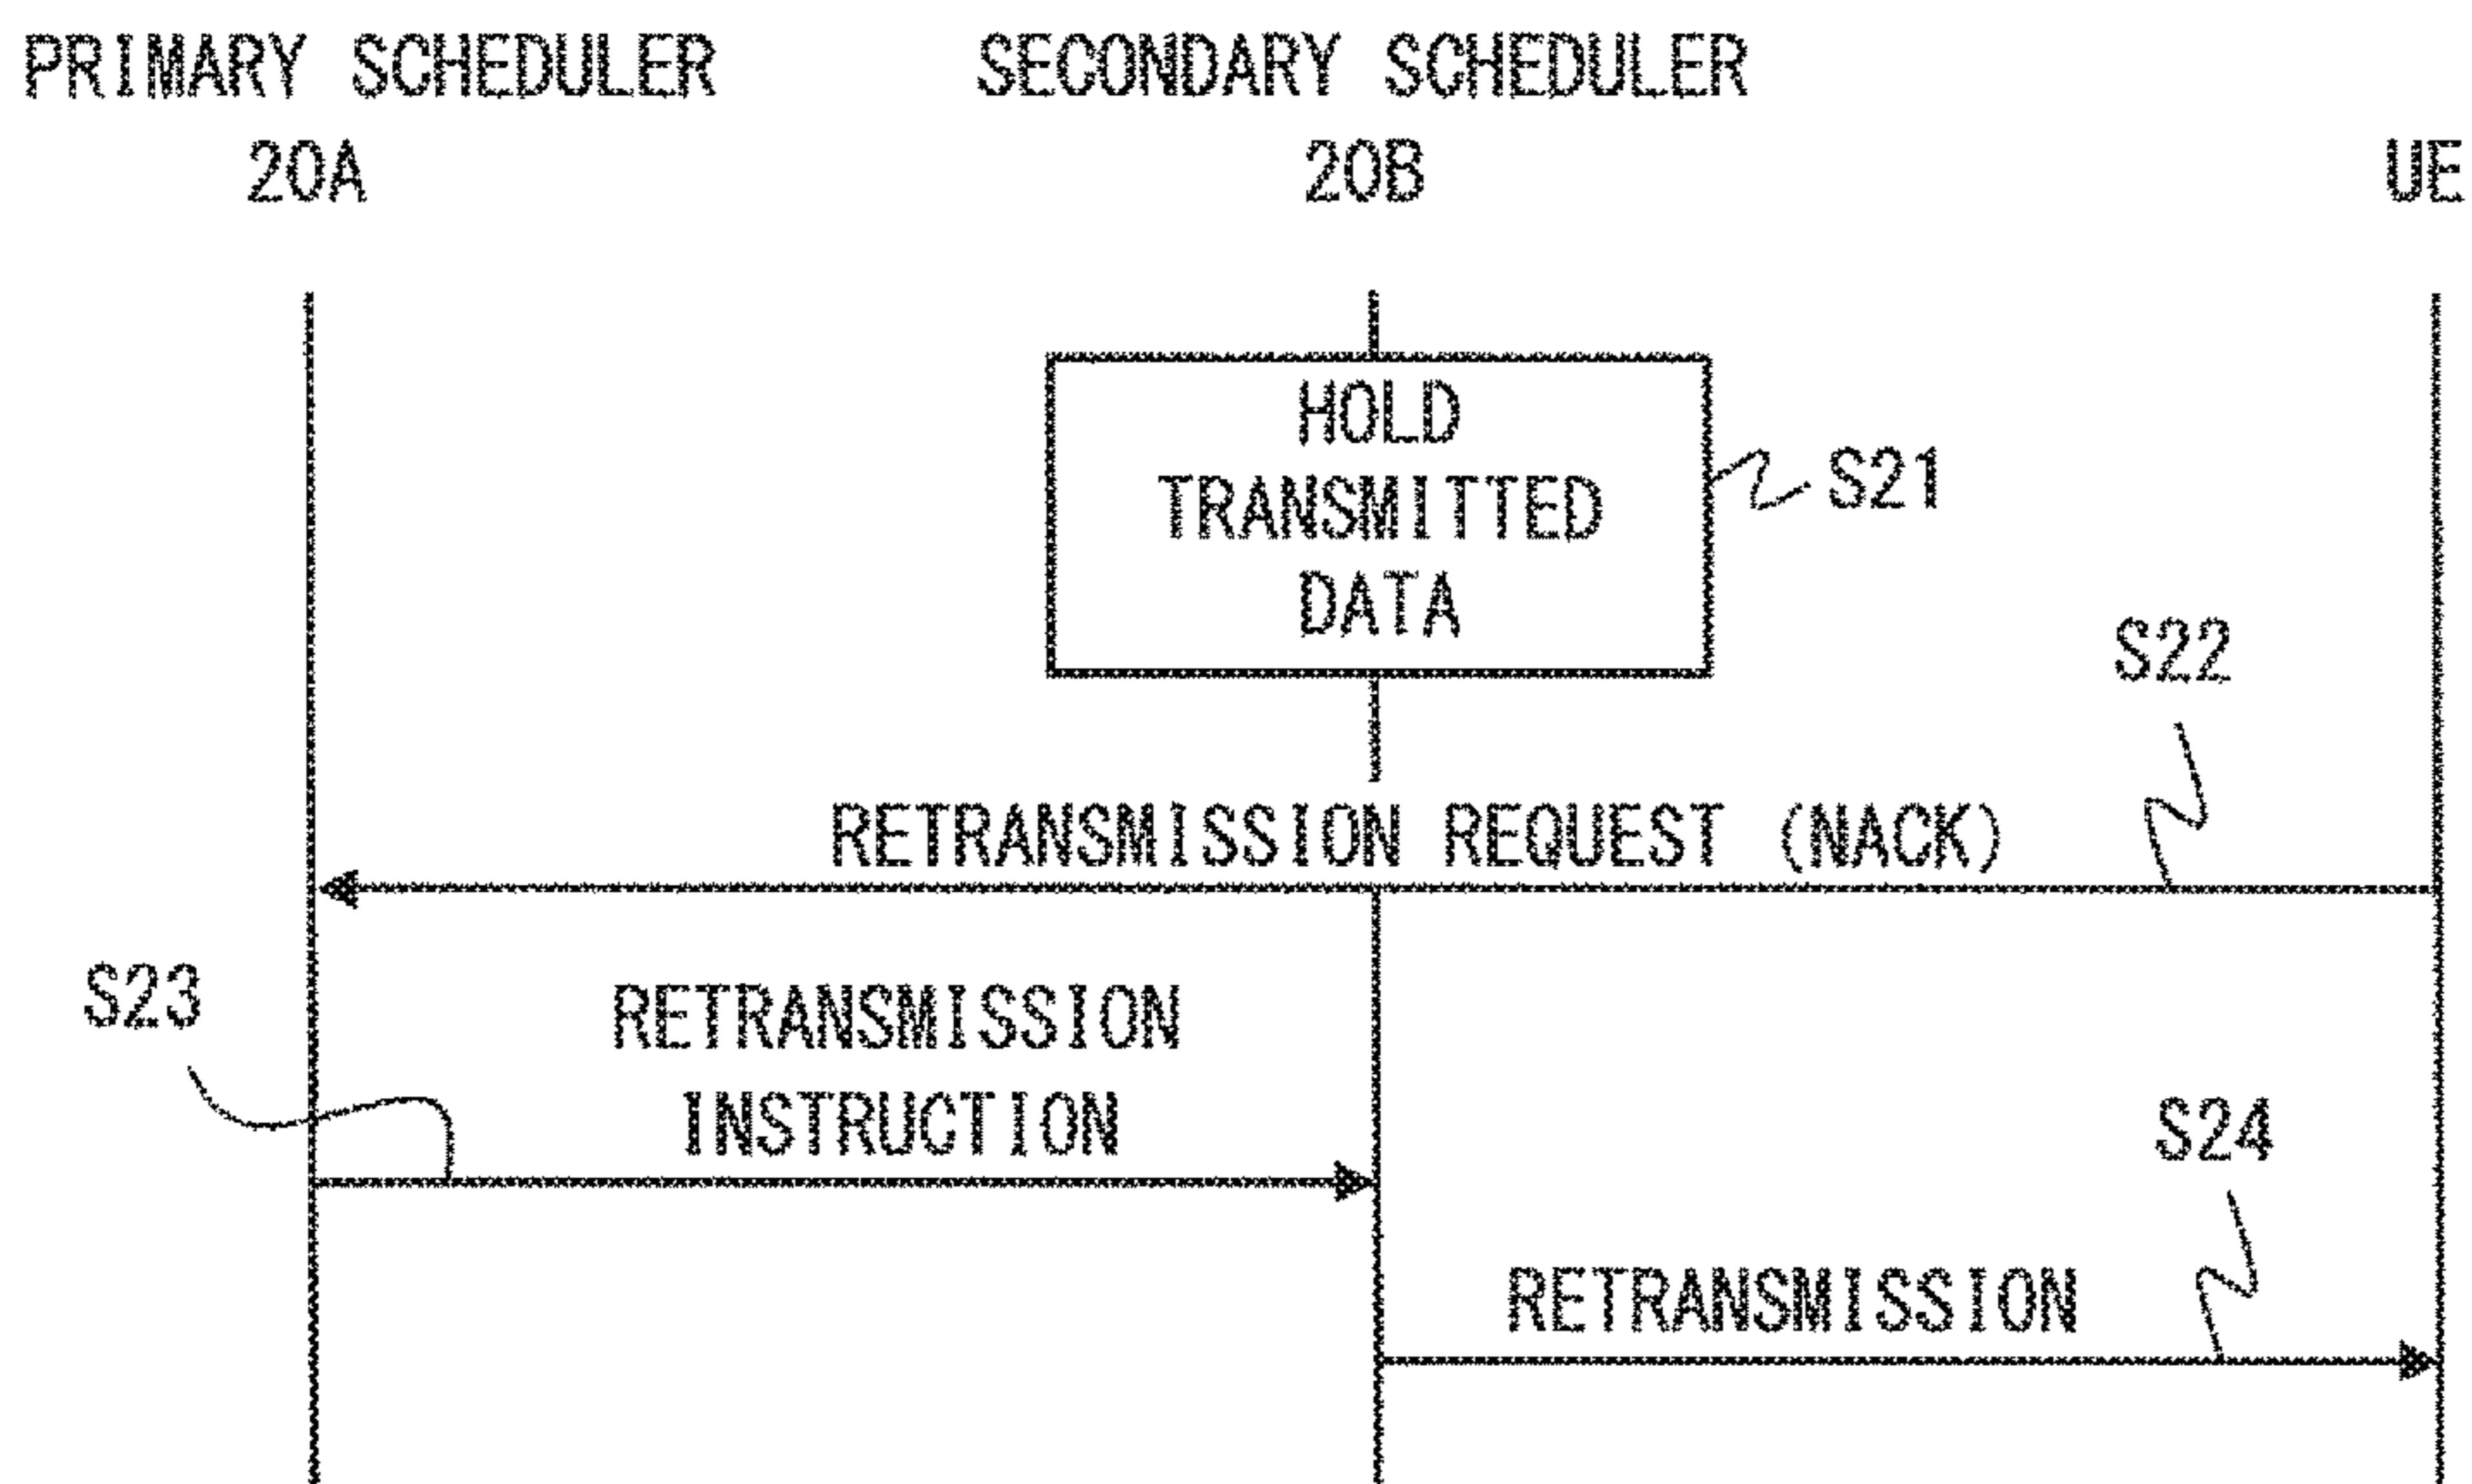 PRIMARY SCHEDULER
20A
SECONDARY SCHEDULER
20B
UE
HOLD
TRANSMITTED
DATA
S21
S22
RETRANSMISSION REQUEST (NACK)
S23
RETRANSMISSION
INSTRUCTION
S24
RETRANSMISSION